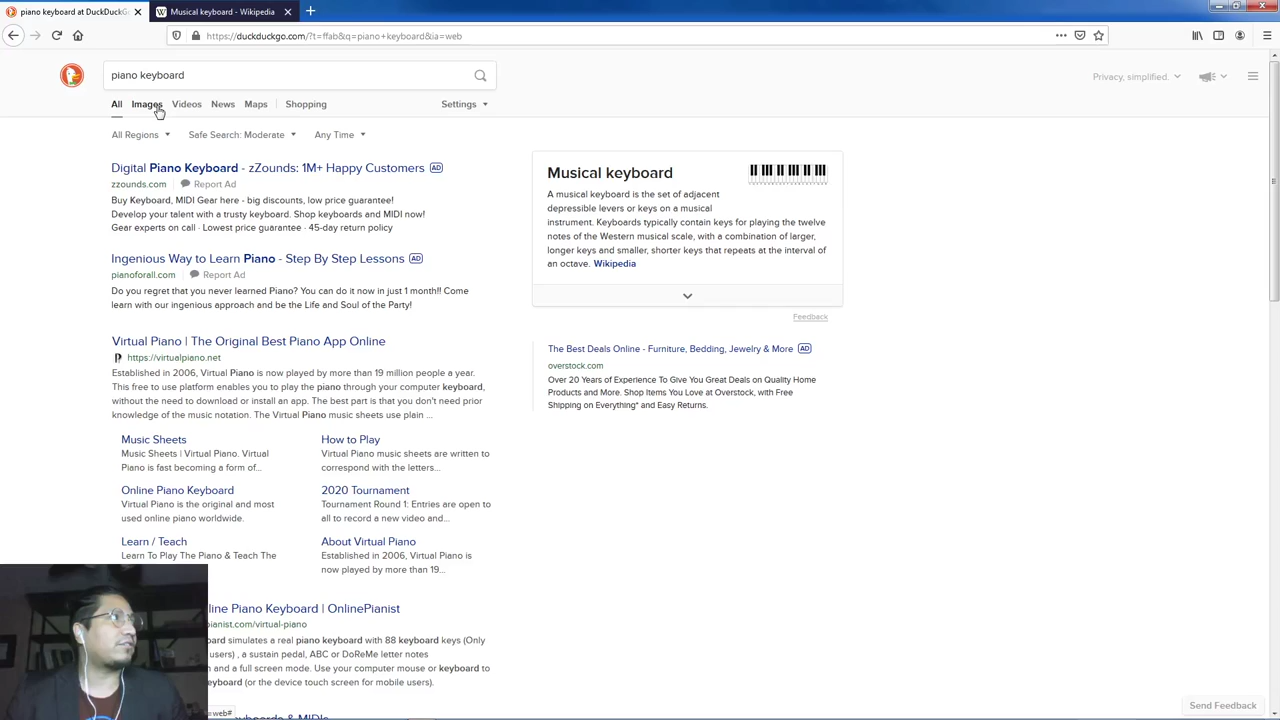 piano keyboard at DuckDuckGo
Musical keyboard - Wikipedia
https://duckduckgo.com/?t=ffab&q=piano+keyboard&ia=web
piano keyboard
Privacy, simplified.
All Images Videos News Maps Shopping Settings
All Regions Safe Search: Moderate Any Time
Digital Piano Keyboard - zZounds: 1M+ Happy Customers AD
zzounds.com Report Ad
Buy Keyboard, MIDI Gear here - big discounts, low price guarantee!
Develop your talent with a trusty keyboard. Shop keyboards and MIDI now!
Gear experts on call · Lowest price guarantee · 45-day return policy
Ingenious Way to Learn Piano - Step By Step Lessons AD
pianoforall.com Report Ad
Do you regret that you never learned Piano? You can do it now in just 1 month!! Come
learn with our ingenious approach and be the Life and Soul of the Party!
Virtual Piano | The Original Best Piano App Online
https://virtualpiano.net
Established in 2006, Virtual Piano is now played by more than 19 million people a year.
This free to use platform enables you to play the piano through your computer keyboard,
without the need to download or install an app. The best part is that you don't need prior
knowledge of the music notation. The Virtual Piano music sheets use plain ...
Music Sheets
Music Sheets | Virtual Piano. Virtual
Piano is fast becoming a form of...
How to Play
Virtual Piano music sheets are written to
correspond with the letters...
Online Piano Keyboard
Virtual Piano is the original and most
used online piano worldwide.
2020 Tournament
Tournament Round 1: Entries are open to
all to record a new video and...
Learn / Teach
Learn To Play The Piano & Teach The
About Virtual Piano
Established in 2006, Virtual Piano is
now played by more than 19...
line Piano Keyboard | OnlinePianist
pianist.com/virtual-piano
oard simulates a real piano keyboard with 88 keyboard keys (Only
users) , a sustain pedal, ABC or DoReMe letter notes
and a full screen mode. Use your computer mouse or keyboard to
eyboard (or the device touch screen for mobile users).
=web#
Musical keyboard
A musical keyboard is the set of adjacent
depressible levers or keys on a musical
instrument. Keyboards typically contain keys for playing the twelve
notes of the Western musical scale, with a combination of larger,
longer keys and smaller, shorter keys that repeats at the interval of
an octave. Wikipedia
Feedback
The Best Deals Online - Furniture, Bedding, Jewelry & More AD
overstock.com
Over 20 Years of Experience To Give You Great Deals on Quality Home
Products and More. Shop Items You Love at Overstock, with Free
Shipping on Everything* and Easy Returns.
Send Feedback